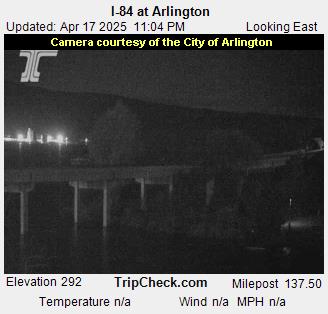 I-84 at Arlington
Updated: Apr 17 2025 11:04 PM Looking East
Camera courtesy of the City of Arlington
Elevation 292 TripCheck.com Milepost 137.50
Temperature n/a Wind n/a MPH n/a